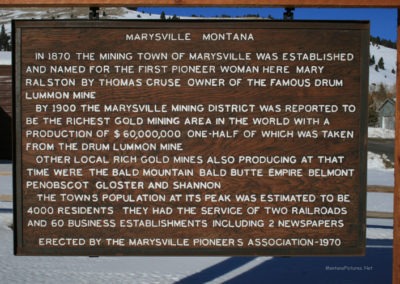 MARYSVILLE MONTANA
IN 1870 THE MINING TOWN OF MARYSVILLE WAS ESTABLISHED
AND NAMED FOR THE FIRST PIONEER WOMAN HERE MARY
RALSTON BY THOMAS CRUSE OWNER OF THE FAMOUS DRUM
LUMMON MINE
BY 1900 THE MARYSVILLE MINING DISTRICT WAS REPORTED TO
BE THE RICHEST GOLD MINING AREA IN THE WORLD WITH A
PRODUCTION OF $60,000,000 ONE-HALF OF WHICH WAS TAKEN
FROM THE DRUM LUMMON MINE
OTHER LOCAL RICH GOLD MINES ALSO PRODUCING AT THAT
TIME WERE THE BALD MOUNTAIN BALD BUTTE EMPIRE BELMONT
PENOBSCOT GLOSTER AND SHANNON
THE TOWNS POPULATION AT ITS PEAK WAS ESTIMATED TO BE
4000 RESIDENTS THEY HAD THE SERVICE OF TWO RAILROADS
AND 60 BUSINESS ESTABLISHMENTS INCLUDING 2 NEWSPAPERS
ERECTED BY THE MARYSVILLE PIONEERS ASSOCIATION-1970
MontanaPictures.Net